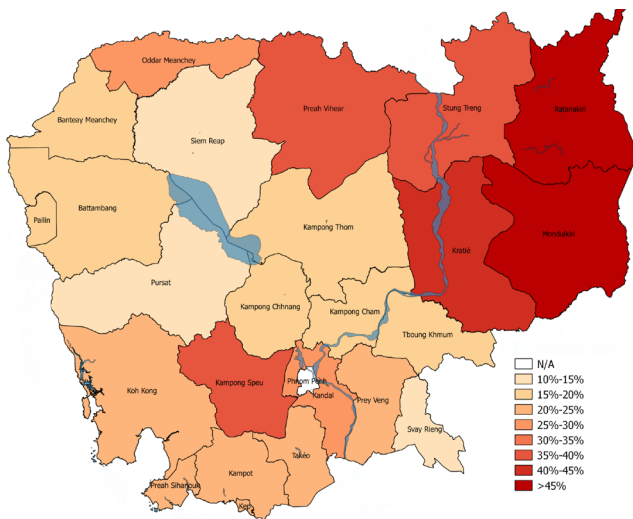 Oddar Meanchey
Preah Vihear
Stung Treng
Ratanakiri
Banteay Meanchey
Siem Reap
Battambang
Pailin
Kampong Thom
Kratié
Mondulkiri
Pursat
Kampong Chhnang
Kampong Cham
Tboung Khmum
Koh Kong
Kampong Speu
Phnom Penh
Kandal
Prey Veng
Svay Rieng
Takéo
Kampot
Preah Sihanouk
Kep
N/A
10%-15%
15%-20%
20%-25%
25%-30%
30%-35%
35%-40%
40%-45%
>45%